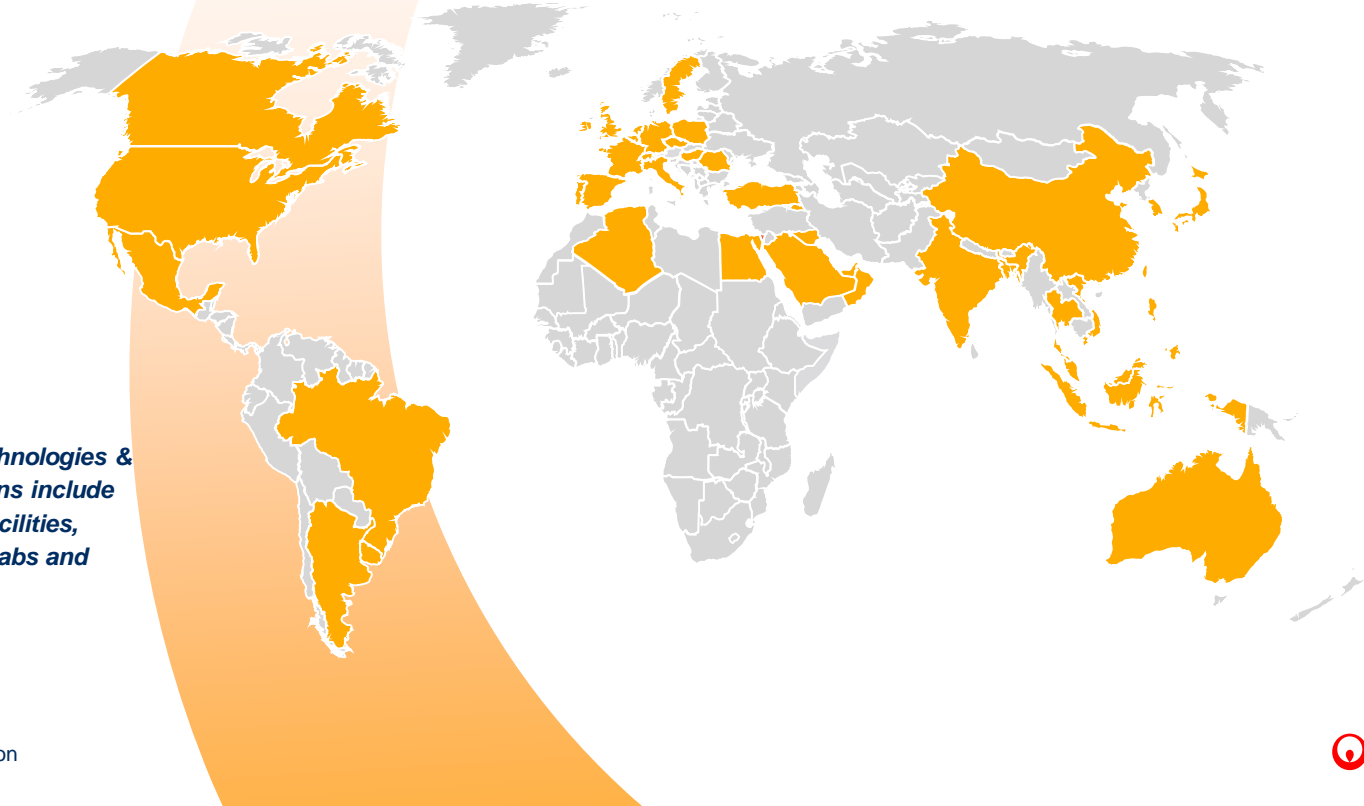 hnologies &
ns include
cilities,
abs and
on